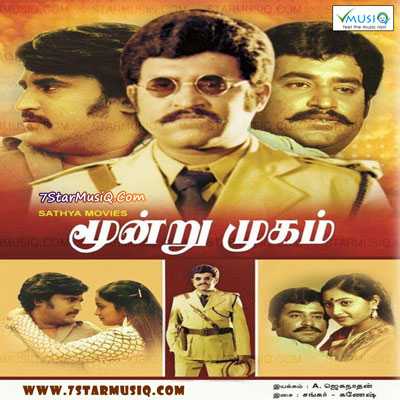 VMUSIQ
feel the music rain
7StarMusiQ.Com
SATHYA MOVIES
மூன்று முகம்
இயக்கம் : A. ஜெகநாதன்
இசை : சங்கர் - கணேஷ்
WWW.7STARMUSIQ.COM